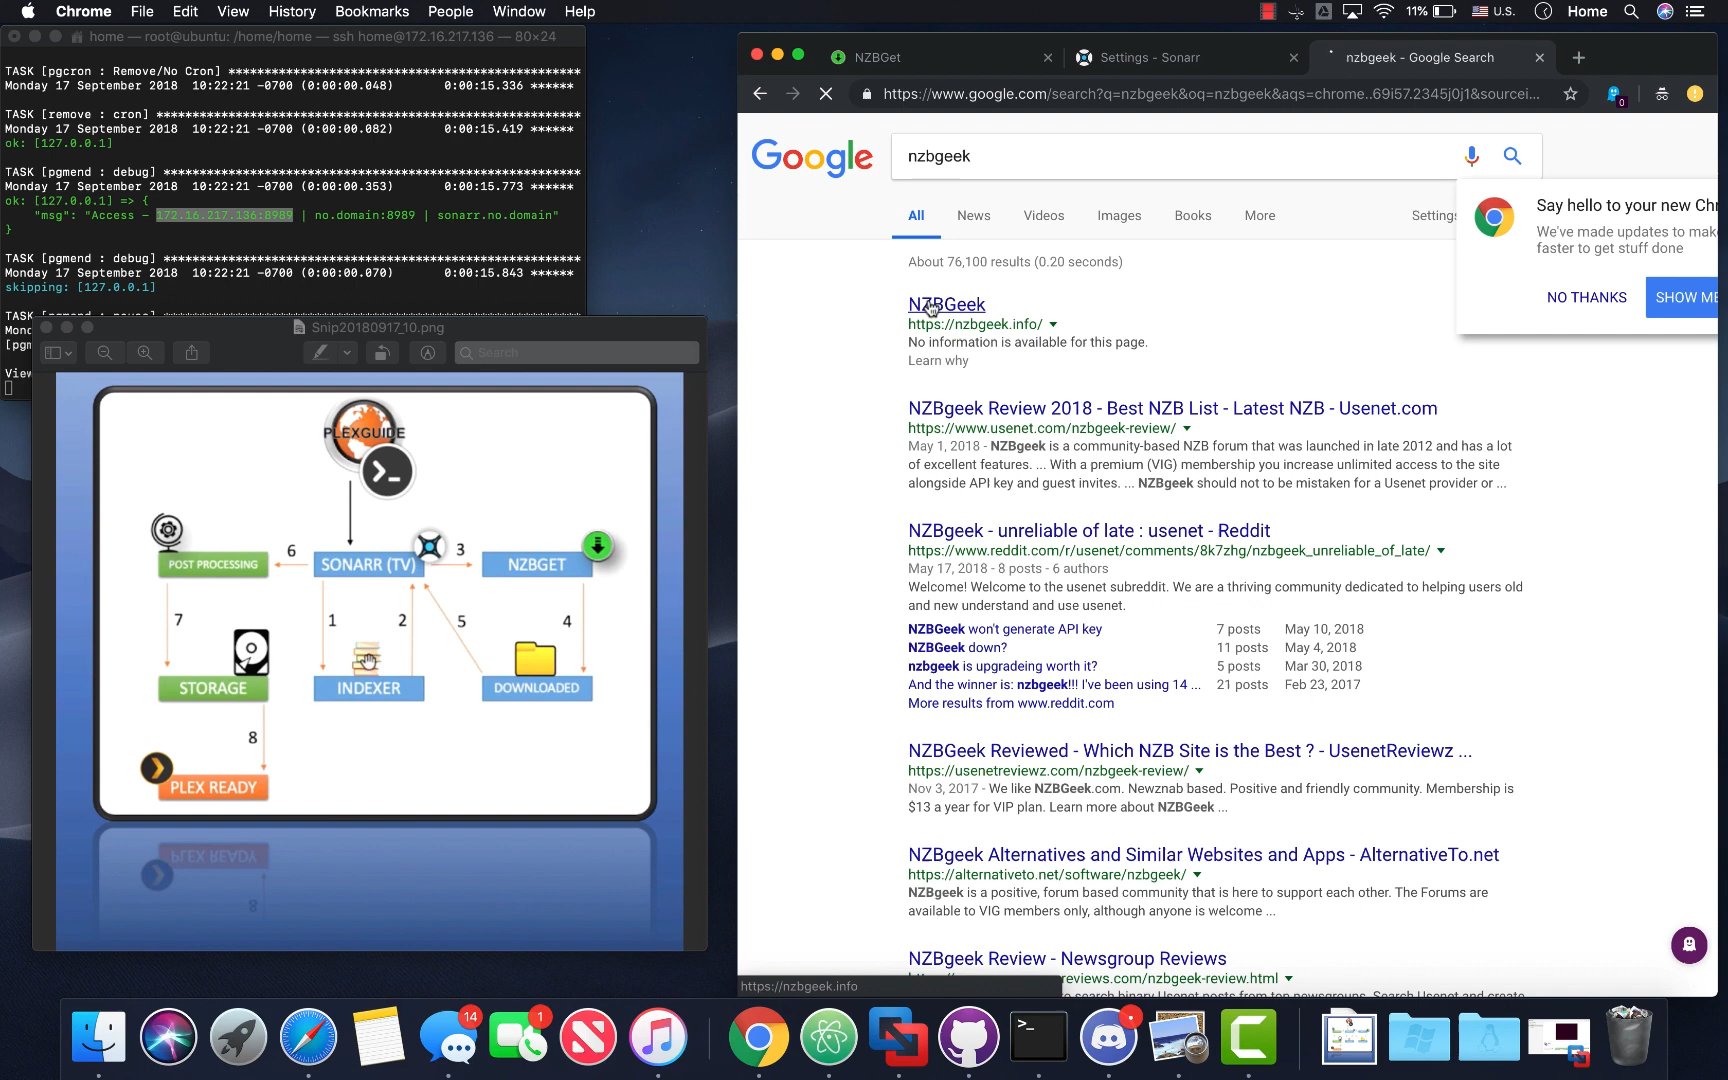 Chrome File Edit View History Bookmarks People Window Help
11% U.S. Home
home — root@ubuntu: /home/home — ssh home@172.16.217.136 — 80×24
TASK [pgcron : Remove/No Cron] ************************************************
Monday 17 September 2018  10:22:21 -0700 (0:00:00.048)       0:00:15.336 ******
TASK [remove : cron] **********************************************************
Monday 17 September 2018  10:22:21 -0700 (0:00:00.082)       0:00:15.419 ******
ok: [127.0.0.1]
TASK [pgmend : debug] *********************************************************
Monday 17 September 2018  10:22:21 -0700 (0:00:00.353)       0:00:15.773 ******
ok: [127.0.0.1] => {
"msg": "Access - 172.16.217.136:8989 | no.domain:8989 | sonarr.no.domain"
}
TASK [pgmend : debug] *********************************************************
Monday 17 September 2018  10:22:21 -0700 (0:00:00.070)       0:00:15.843 ******
skipping: [127.0.0.1]
Snip20180917_10.png
Search
PLEXGUIDE
POST PROCESSING
6
SONARR (TV)
3
NZBGET
7
1
2
5
4
STORAGE
INDEXER
DOWNLOADED
8
PLEX READY
PLEX READY
8
NZBGet
Settings - Sonarr
nzbgeek - Google Search
https://www.google.com/search?q=nzbgeek&oq=nzbgeek&aqs=chrome..69i57.2345j0j1&sourcei...
0
Google
nzbgeek
All News Videos Images Books More Settings
Say hello to your new Chr
We've made updates to mak
faster to get stuff done
NO THANKS SHOW ME
About 76,100 results (0.20 seconds)
NZBGeek
https://nzbgeek.info/
No information is available for this page.
Learn why
NZBgeek Review 2018 - Best NZB List - Latest NZB - Usenet.com
https://www.usenet.com/nzbgeek-review/
May 1, 2018 - NZBgeek is a community-based NZB forum that was launched in late 2012 and has a lot
of excellent features. ... With a premium (VIG) membership you increase unlimited access to the site
alongside API key and guest invites. ... NZBgeek should not to be mistaken for a Usenet provider or ...
NZBgeek - unreliable of late : usenet - Reddit
https://www.reddit.com/r/usenet/comments/8k7zhg/nzbgeek_unreliable_of_late/
May 17, 2018 - 8 posts - 6 authors
Welcome! Welcome to the usenet subreddit. We are a thriving community dedicated to helping users old
and new understand and use usenet.
NZBGeek won't generate API key 7 posts May 10, 2018
NZBGeek down? 11 posts May 4, 2018
nzbgeek is upgradeing worth it? 5 posts Mar 30, 2018
And the winner is: nzbgeek!!! I've been using 14 ... 21 posts Feb 23, 2017
More results from www.reddit.com
NZBGeek Reviewed - Which NZB Site is the Best ? - UsenetReviewz ...
https://usenetreviewz.com/nzbgeek-review/
Nov 3, 2017 - We like NZBGeek.com. Newznab based. Positive and friendly community. Membership is
$13 a year for VIP plan. Learn more about NZBGeek ...
NZBgeek Alternatives and Similar Websites and Apps - AlternativeTo.net
https://alternativeto.net/software/nzbgeek/
NZBgeek is a positive, forum based community that is here to support each other. The Forums are
available to VIG members only, although anyone is welcome ...
NZBgeek Review - Newsgroup Reviews
reviews.com/nzbgeek-review.html
https://nzbgeek.info
14
1